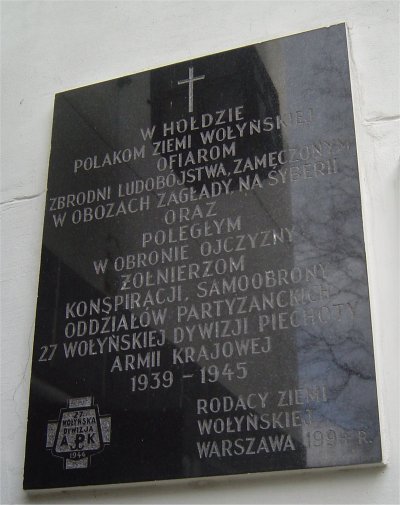 W HOŁDZIE
POLAKOM ZIEMI WOŁYŃSKIEJ
OFIAROM
ZBRODNI LUDOBÓJSTWA, ZAMĘCZONYM
W OBOZACH ZAGŁADY, NA SYBERII
ORAZ
POLEGŁYM
W OBRONIE OJCZYZNY
ŻOŁNIERZOM
KONSPIRACJI, SAMOOBRONY
ODDZIAŁÓW PARTYZANCKICH
27 WOŁYŃSKIEJ DYWIZJI PIECHOTY
ARMII KRAJOWEJ
1939 – 1945
27
WOŁYŃSKA
DYWIZJA
A K
RODACY ZIEMI
WOŁYŃSKIEJ
WARSZAWA R.